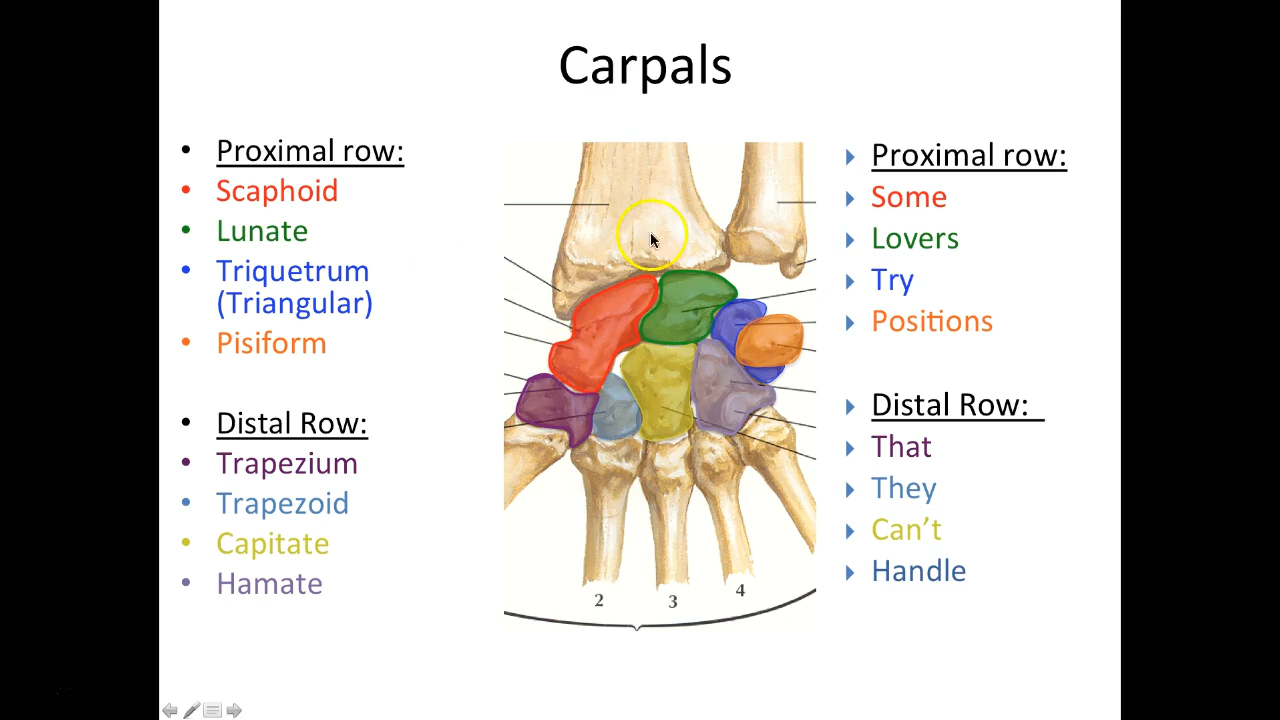 Carpals
• Proximal row:
• Scaphoid
• Lunate
• Triquetrum
(Triangular)
• Pisiform
• Distal Row:
• Trapezium
• Trapezoid
• Capitate
• Hamate
2 3 4
Proximal row:
Some
Lovers
Try
Positions
Distal Row:
That
They
Can’t
Handle